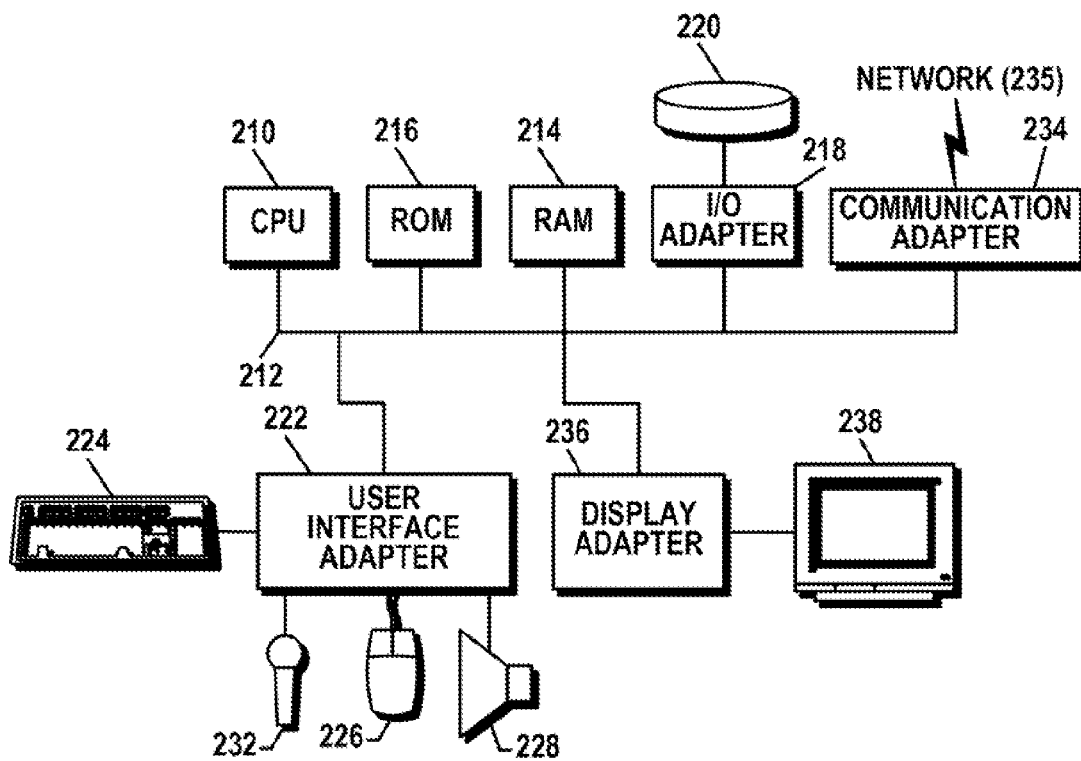 220
NETWORK (235)
210
216
214
218
234
CPU
ROM
RAM
I/O
ADAPTER
COMMUNICATION
ADAPTER
212
222
236
238
224
USER
INTERFACE
ADAPTER
DISPLAY
ADAPTER
232
226
228